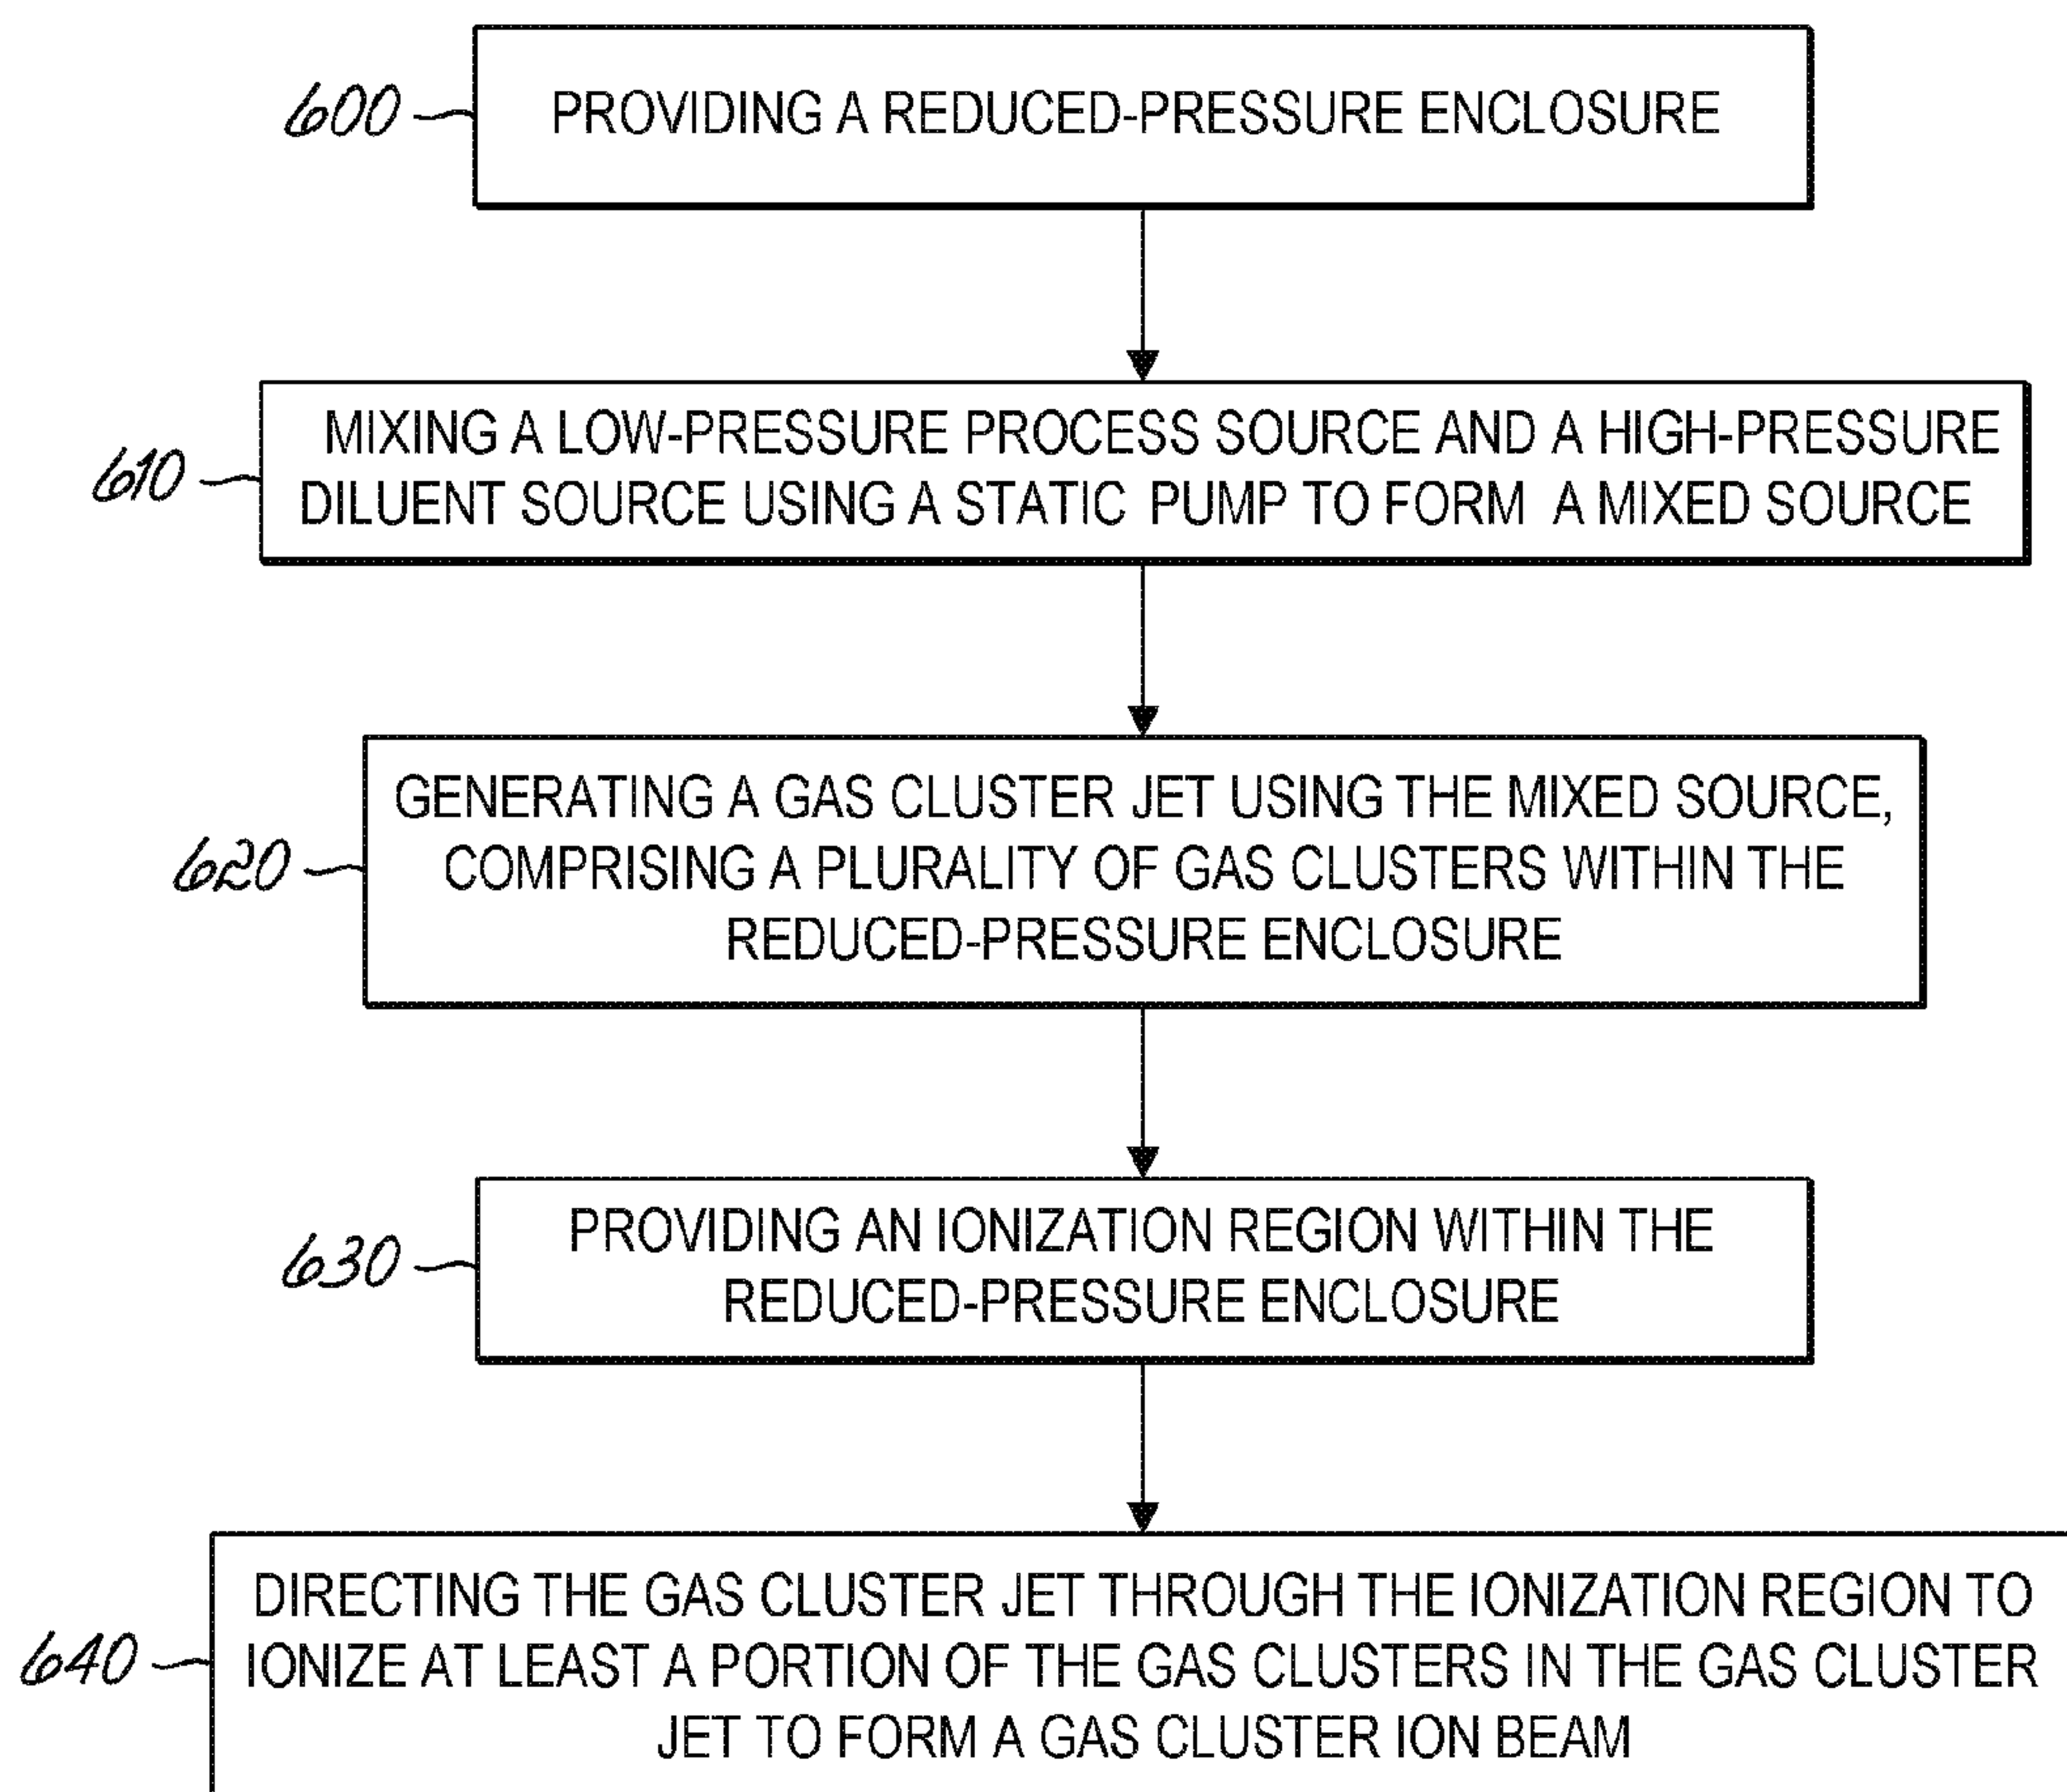 600
PROVIDING A REDUCED-PRESSURE ENCLOSURE
610
MIXING A LOW-PRESSURE PROCESS SOURCE AND A HIGH-PRESSURE
DILUENT SOURCE USING A STATIC PUMP TO FORM A MIXED SOURCE
620
GENERATING A GAS CLUSTER JET USING THE MIXED SOURCE,
COMPRISING A PLURALITY OF GAS CLUSTERS WITHIN THE
REDUCED-PRESSURE ENCLOSURE
630
PROVIDING AN IONIZATION REGION WITHIN THE
REDUCED-PRESSURE ENCLOSURE
640
DIRECTING THE GAS CLUSTER JET THROUGH THE IONIZATION REGION TO
IONIZE AT LEAST A PORTION OF THE GAS CLUSTERS IN THE GAS CLUSTER
JET TO FORM A GAS CLUSTER ION BEAM